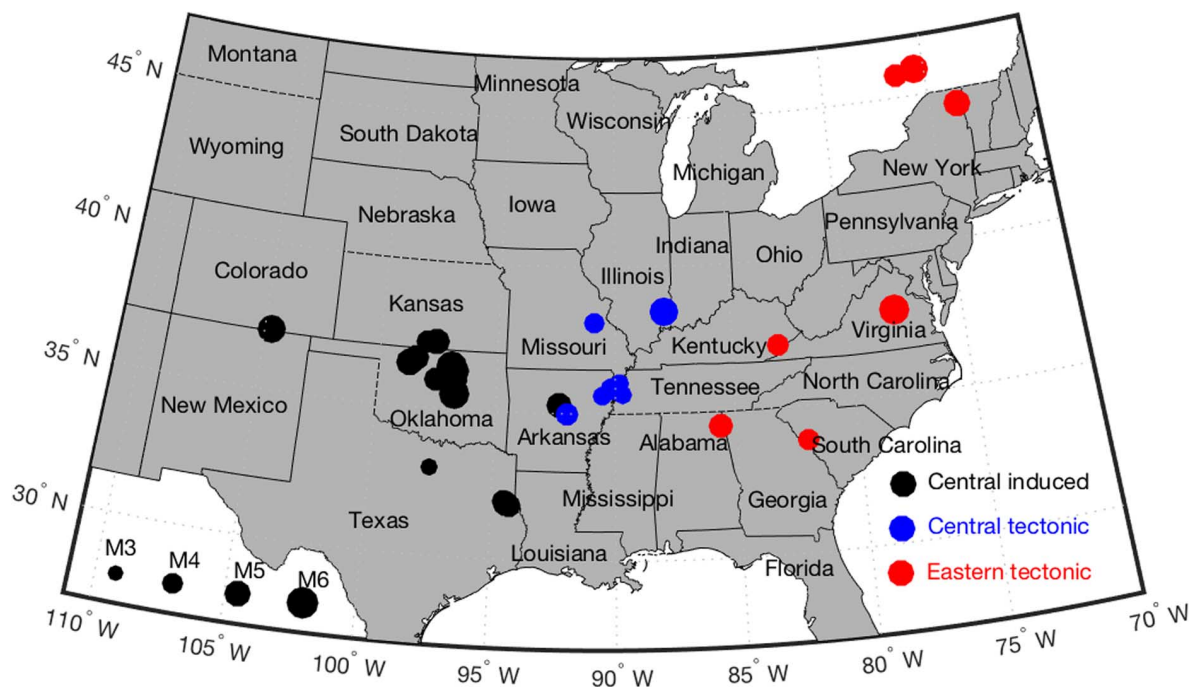 45° N
40° N
35° N
30° N
Montana
Minnesota
Wisconsin
South Dakota
Wyoming
Michigan
New York
Iowa
Nebraska
Pennsylvania
Indiana
Ohio
Colorado
Illinois
Kansas
Virginia
Missouri
Kentucky
Tennessee
North Carolina
New Mexico
Oklahoma
Arkansas
Alabama
South Carolina
Mississippi
Georgia
Texas
Louisiana
Florida
Central induced
Central tectonic
Eastern tectonic
M3
M4
M5
M6
110° W
105° W
100° W
95° W
90° W
85° W
80° W
75° W
70° W